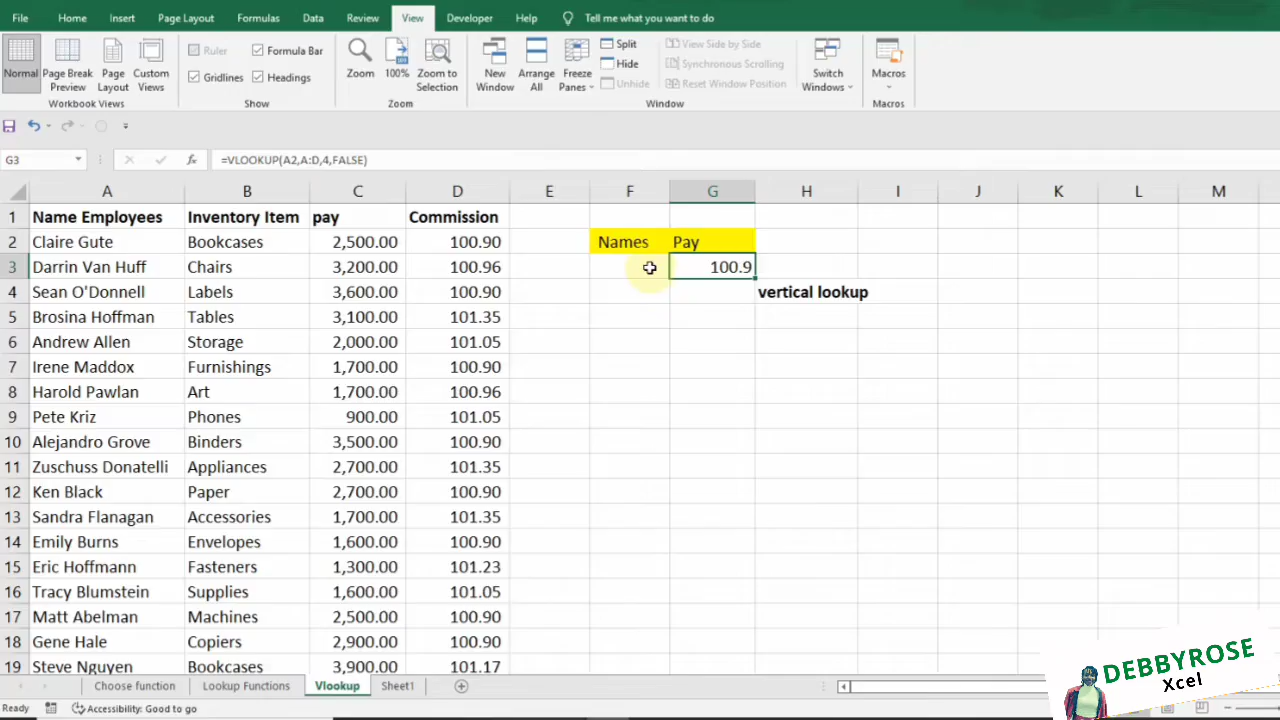 File Home Insert Page Layout Formulas Data Review View Developer Help Tell me what you want to do
Normal
Page Break Preview
Page Layout
Custom Views
Ruler
Formula Bar
Gridlines
Headings
Zoom
100%
Zoom to Selection
New Window
Arrange All
Freeze Panes
Split
Hide
Unhide
View Side by Side
Synchronous Scrolling
Reset Window Position
Switch Windows
Macros
Workbook Views Show Zoom Window Macros
G3 fx =VLOOKUP(A2,A:D,4,FALSE)
A B C D E F G H I J K L M
1 Name Employees Inventory Item pay Commission
2 Claire Gute Bookcases 2,500.00 100.90 Names Pay
3 Darrin Van Huff Chairs 3,200.00 100.96 100.9
4 Sean O'Donnell Labels 3,600.00 100.90 vertical lookup
5 Brosina Hoffman Tables 3,100.00 101.35
6 Andrew Allen Storage 2,000.00 101.05
7 Irene Maddox Furnishings 1,700.00 100.90
8 Harold Pawlan Art 1,700.00 100.96
9 Pete Kriz Phones 900.00 101.05
10 Alejandro Grove Binders 3,500.00 100.90
11 Zuschuss Donatelli Appliances 2,700.00 101.35
12 Ken Black Paper 2,700.00 100.90
13 Sandra Flanagan Accessories 1,700.00 101.35
14 Emily Burns Envelopes 1,600.00 100.90
15 Eric Hoffmann Fasteners 1,300.00 101.23
16 Tracy Blumstein Supplies 1,600.00 101.05
17 Matt Abelman Machines 2,500.00 100.90
18 Gene Hale Copiers 2,900.00 100.90
19 Steve Nguyen Bookcases 3,900.00 101.17
Choose function Lookup Functions Vlookup Sheet1
Ready Accessibility: Good to go
DEBBYROSE
Xcel